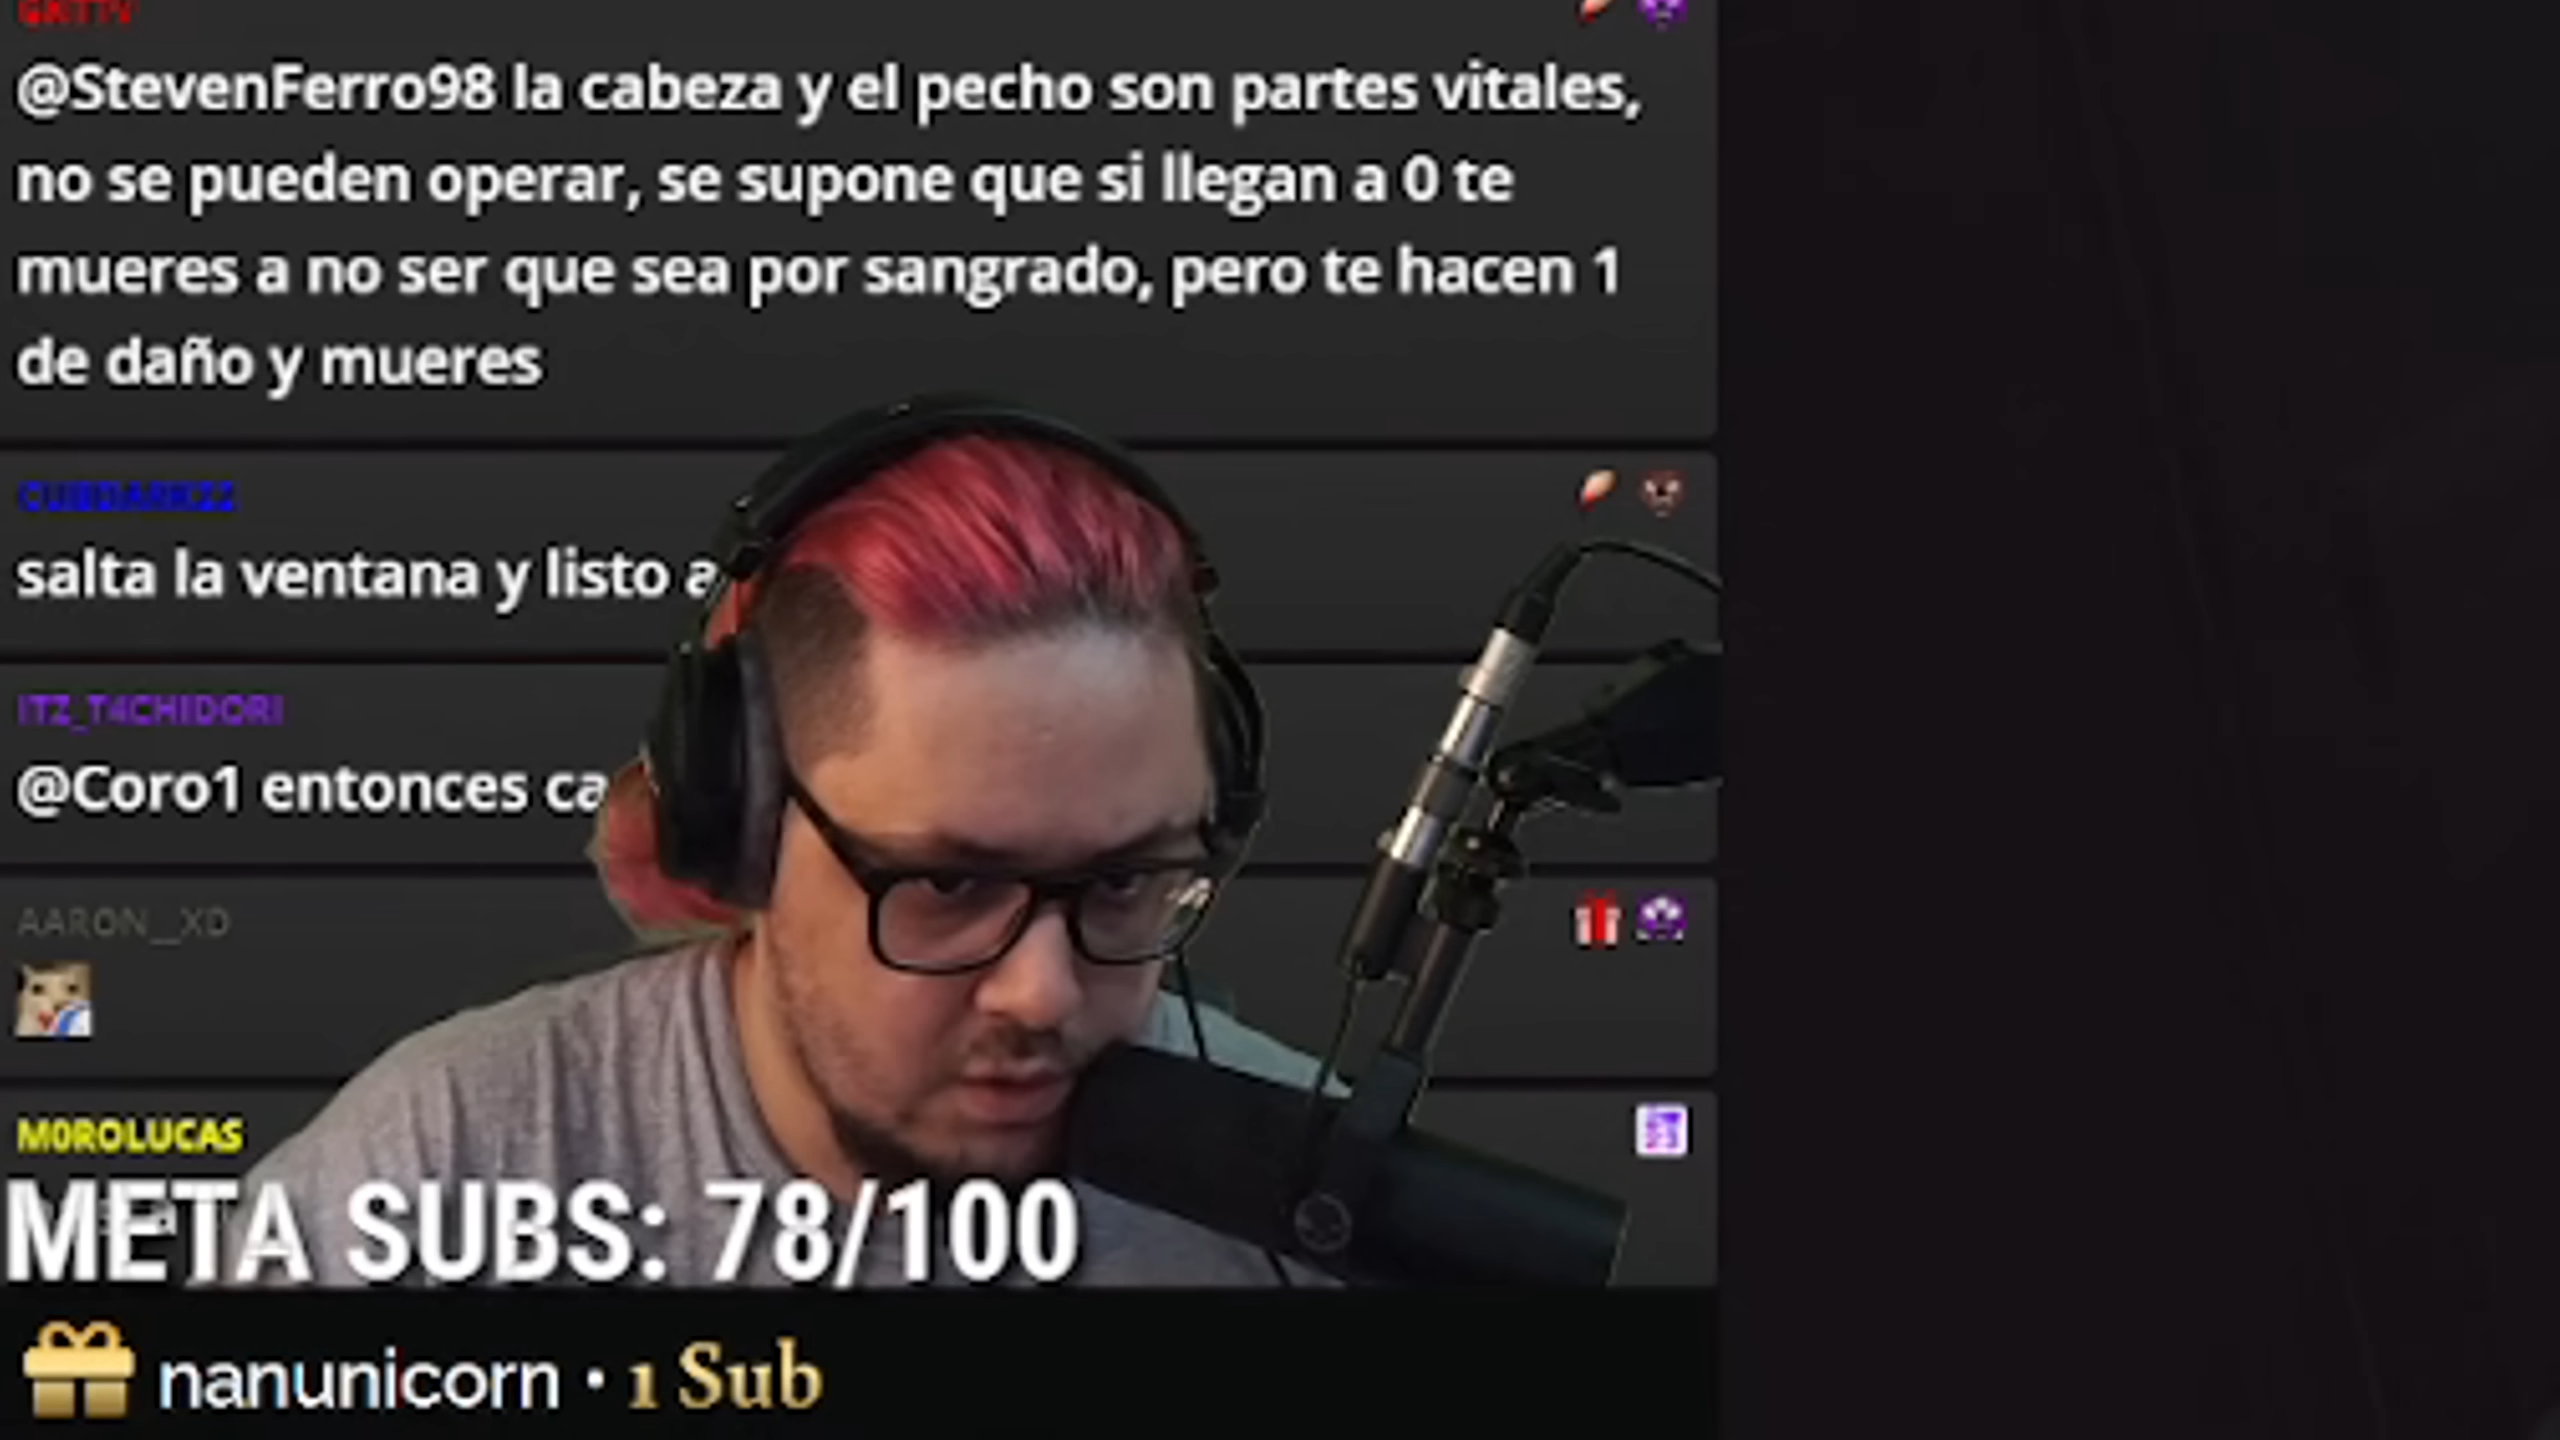 @StevenFerro98 la cabeza y el pecho son partes vitales,
no se pueden operar, se supone que si llegan a 0 te
mueres a no ser que sea por sangrado, pero te hacen 1
de daño y mueres
CUBDARKZZ
salta la ventana y listo a
ITZ_T4CHIDORI
@Coro1 entonces ca
AARON__XD
M0ROLUCAS
META SUBS: 78/100
nanunicorn · 1 Sub